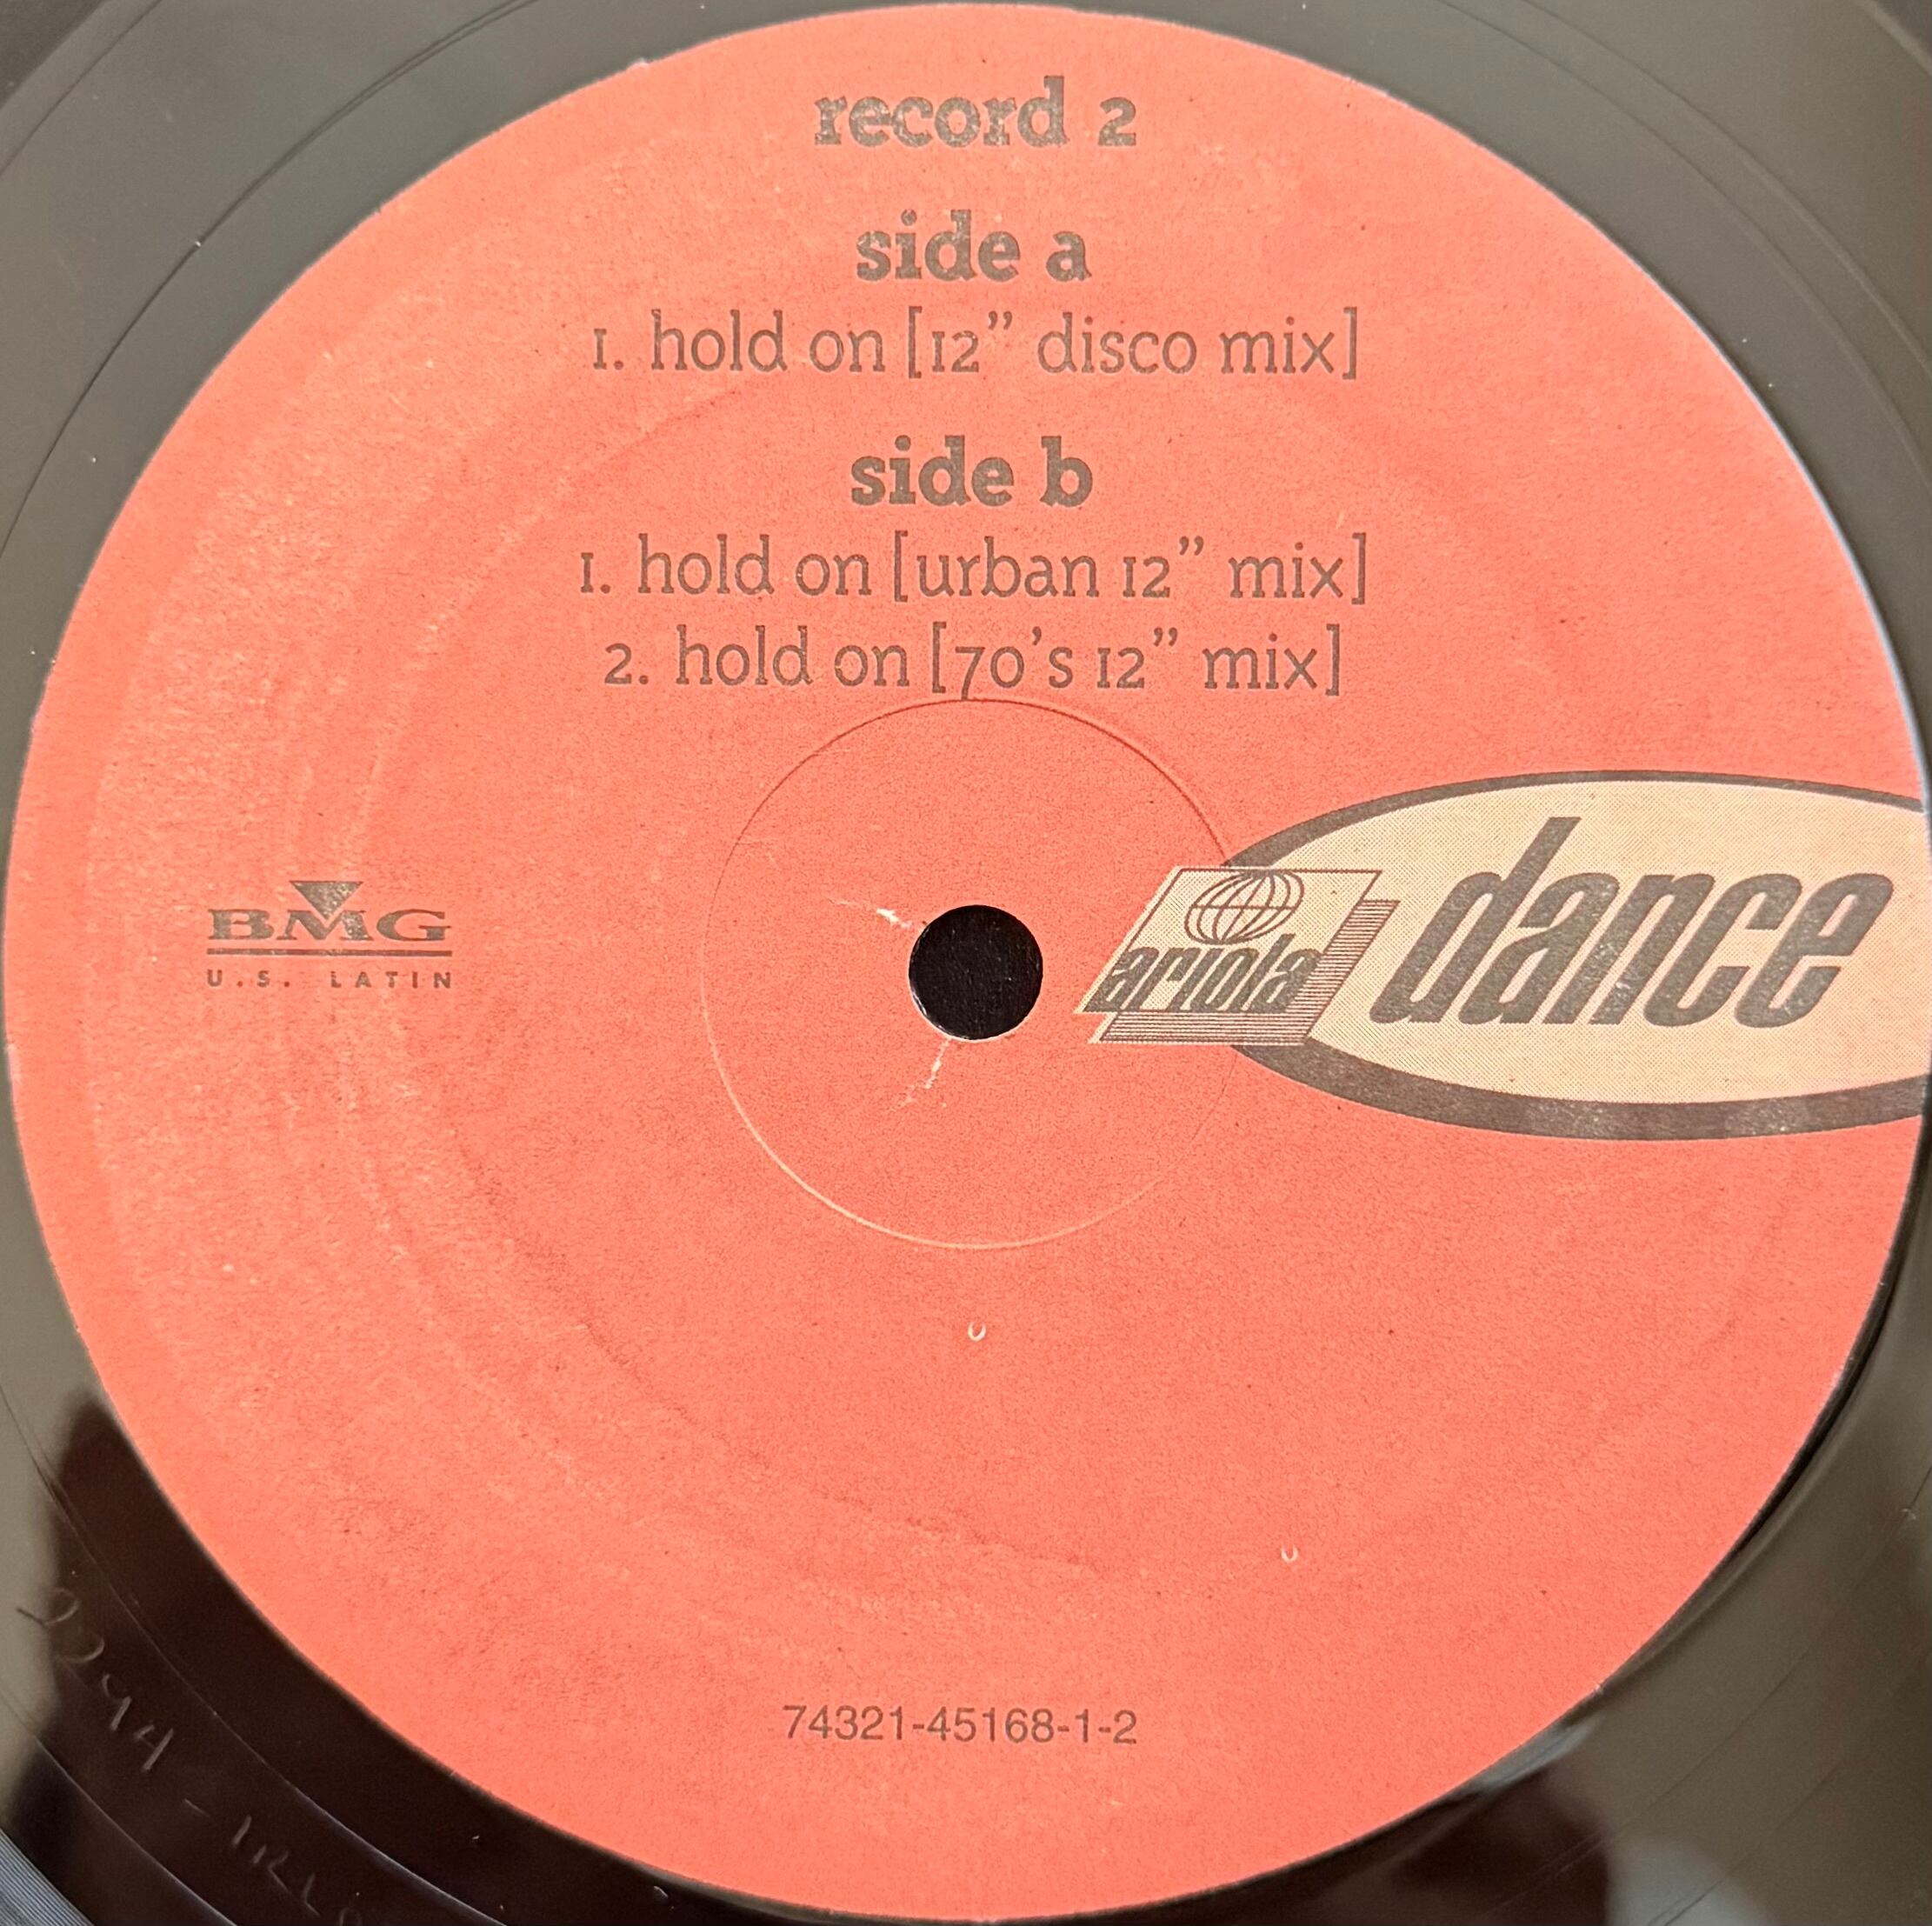 record 2
side a
1. hold on [12” disco mix]
side b
1. hold on [urban 12” mix]
2. hold on [70’s 12” mix]
BMG
U.S. LATIN
ariola
dance
74321-45168-1-2